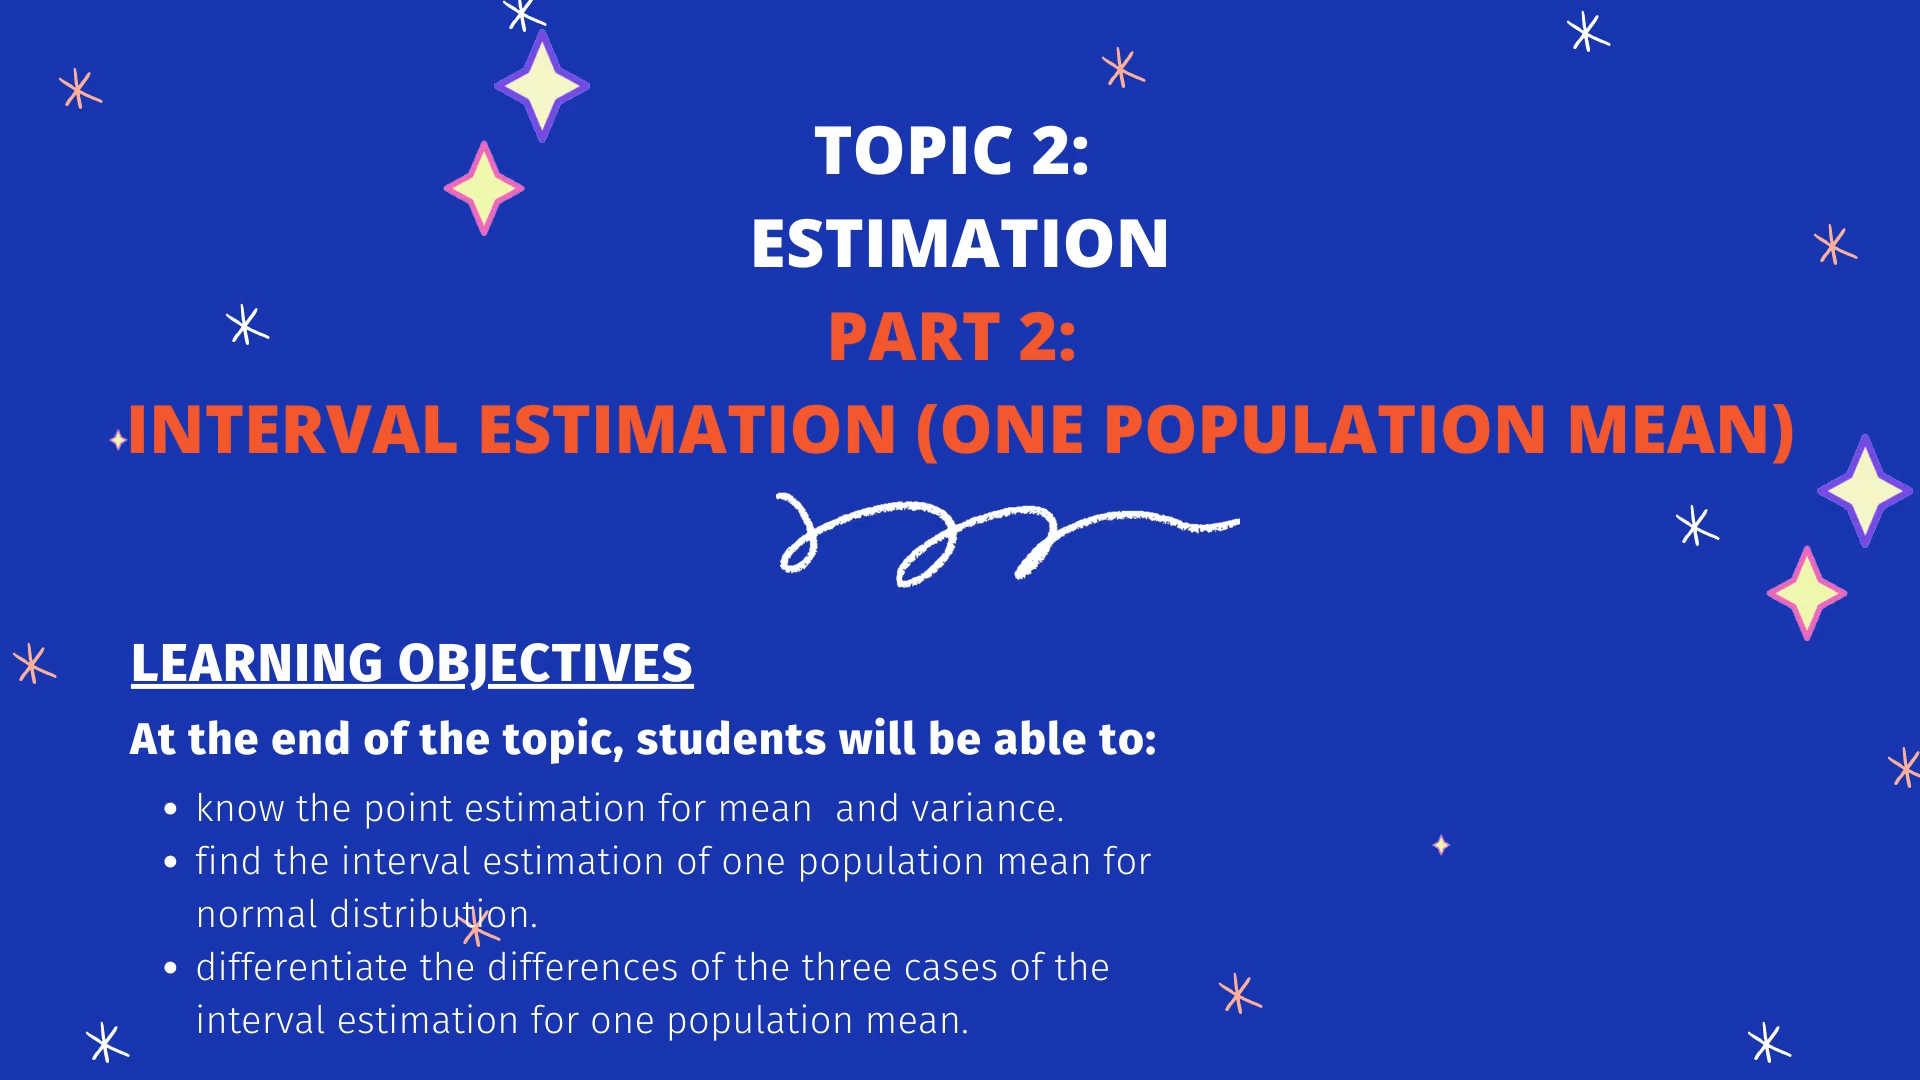 TOPIC 2:
ESTIMATION
PART 2:
INTERVAL ESTIMATION (ONE POPULATION MEAN)
LEARNING OBJECTIVES
At the end of the topic, students will be able to:
• know the point estimation for mean  and variance.
• find the interval estimation of one population mean for
normal distribution.
• differentiate the differences of the three cases of the
interval estimation for one population mean.